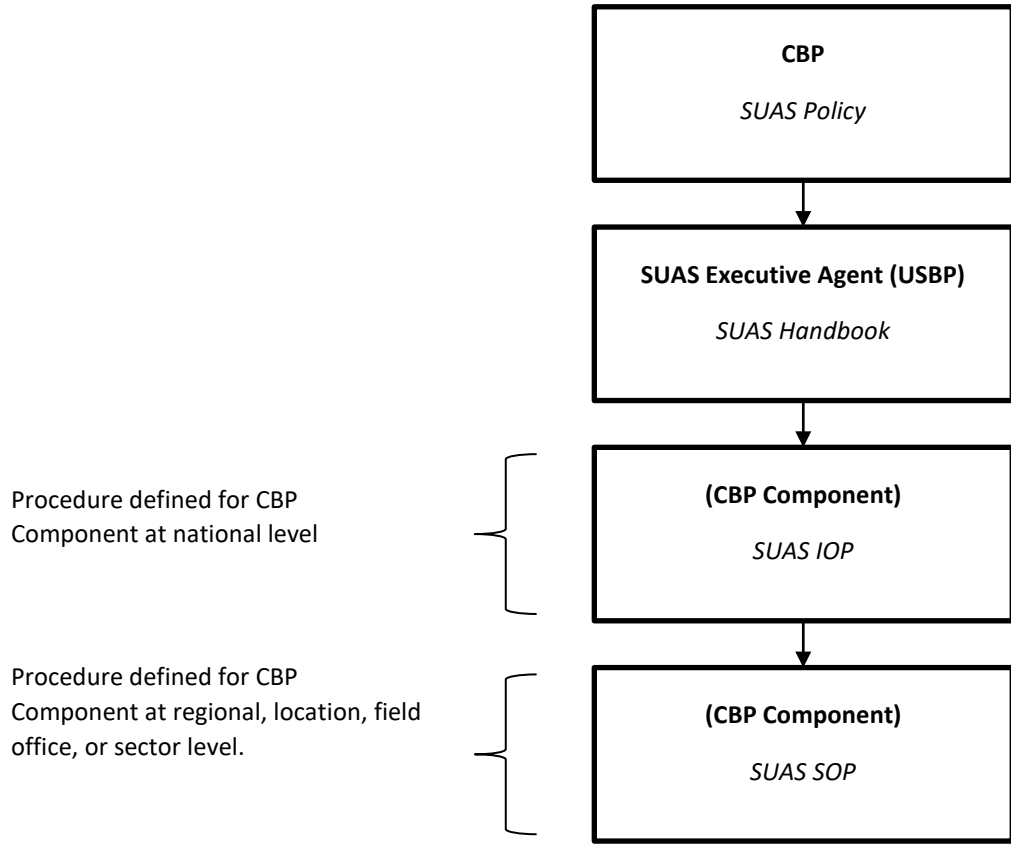 CBP
SUAS Policy
SUAS Executive Agent (USBP)
SUAS Handbook
Procedure defined for CBP
Component at national level
(CBP Component)
SUAS IOP
Procedure defined for CBP
Component at regional, location, field
office, or sector level.
(CBP Component)
SUAS SOP